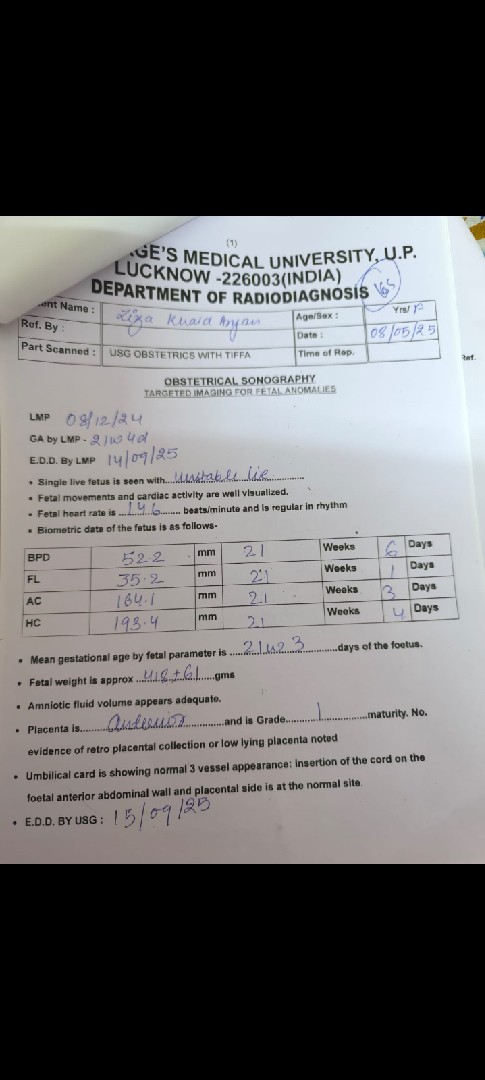 (1)
GE'S MEDICAL UNIVERSITY, U.P.
LUCKNOW -226003(INDIA)
DEPARTMENT OF RADIODIAGNOSIS
nt Name : Age/Sex : Yrs/ F
Ref. By : Date : 08/05/25
Part Scanned : USG OBSTETRICS WITH TIFFA Time of Rep.
Ref.
OBSTETRICAL SONOGRAPHY
TARGETED IMAGING FOR FETAL ANOMALIES
LMP 08/12/24
GA by LMP - 21w4d
E.D.D. By LMP 14/09/25
• Single live fetus is seen with unstable lie
• Fetal movements and cardiac activity are well visualized.
• Fetal heart rate is ....146........ beats/minute and is regular in rhythm
• Biometric data of the fetus is as follows-
BPD 52.2 mm 21 Weeks 6 Days
FL 35.2 mm 21 Weeks 1 Days
AC 164.1 mm 21 Weeks 3 Days
HC 193.4 mm 21 Weeks 4 Days
• Mean gestational age by fetal parameter is ....21w 3........days of the foetus.
• Fetal weight is approx ..418±61.....gms
• Amniotic fluid volume appears adequate.
• Placenta is.......anterior.........and is Grade........1............maturity. No.
evidence of retro placental collection or low lying placenta noted
• Umbilical card is showing normal 3 vessel appearance: insertion of the cord on the
foetal anterior abdominal wall and placental side is at the normal site
• E.D.D. BY USG : 15/09/25